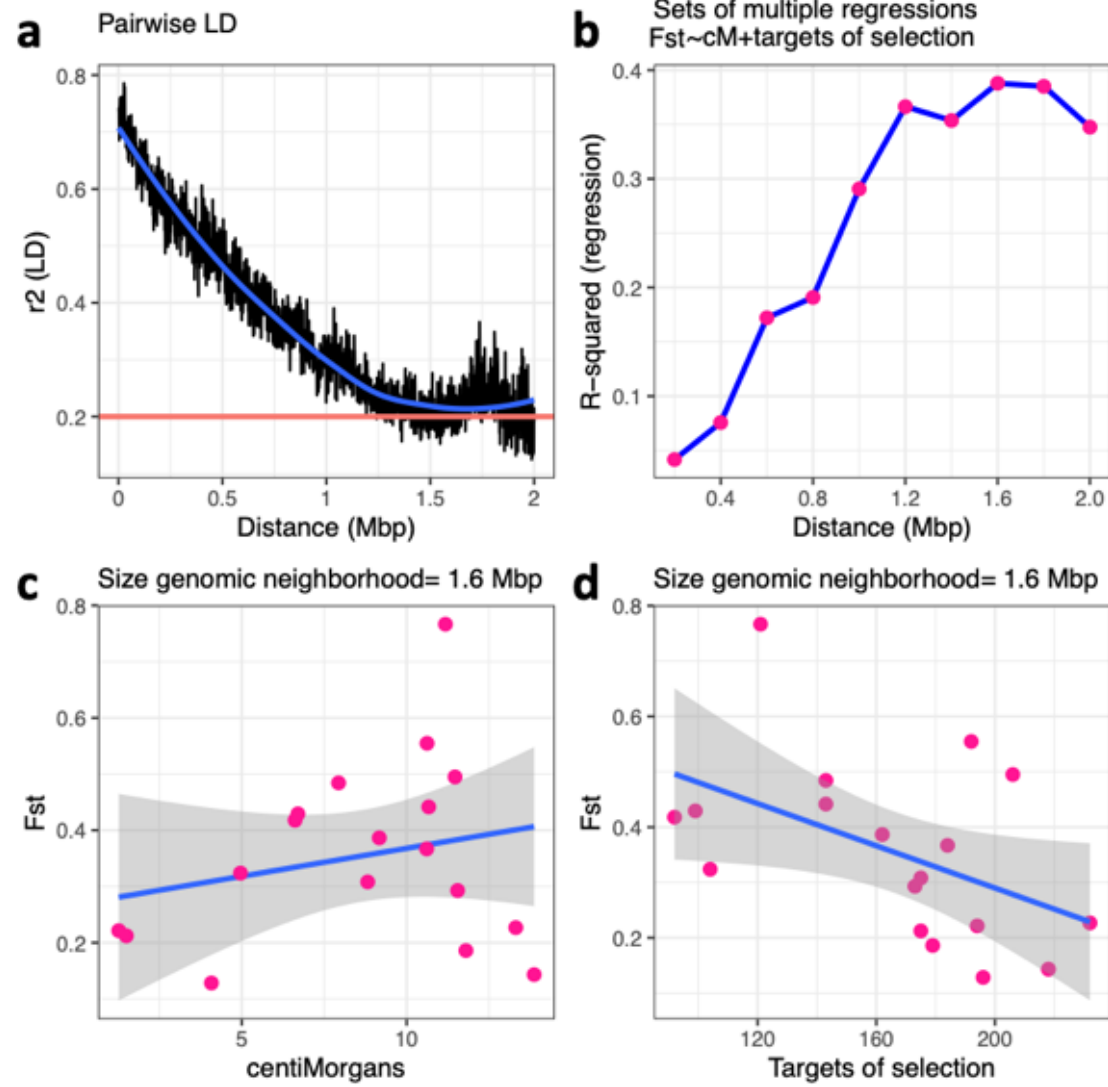 a
Pairwise LD
0.8
0.6
0.4
0.2
r2 (LD)
0
0.5
1
1.5
2
Distance (Mbp)
b
Sets of multiple regressions
Fst~cM+targets of selection
0.4
0.3
0.2
0.1
R−squared (regression)
0.4
0.8
1.2
1.6
2.0
Distance (Mbp)
c
Size genomic neighborhood= 1.6 Mbp
0.8
0.6
0.4
0.2
Fst
5
10
centiMorgans
d
Size genomic neighborhood= 1.6 Mbp
0.8
0.6
0.4
0.2
Fst
120
160
200
Targets of selection